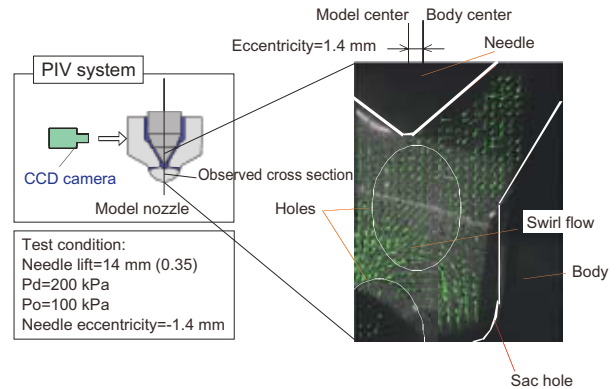 Model center
Body center
Eccentricity=1.4 mm
Needle
PIV system
CCD camera
Observed cross section
Model nozzle
Holes
Swirl flow
Body
Test condition:
Needle lift=14 mm (0.35)
Pd=200 kPa
Po=100 kPa
Needle eccentricity=-1.4 mm
Sac hole